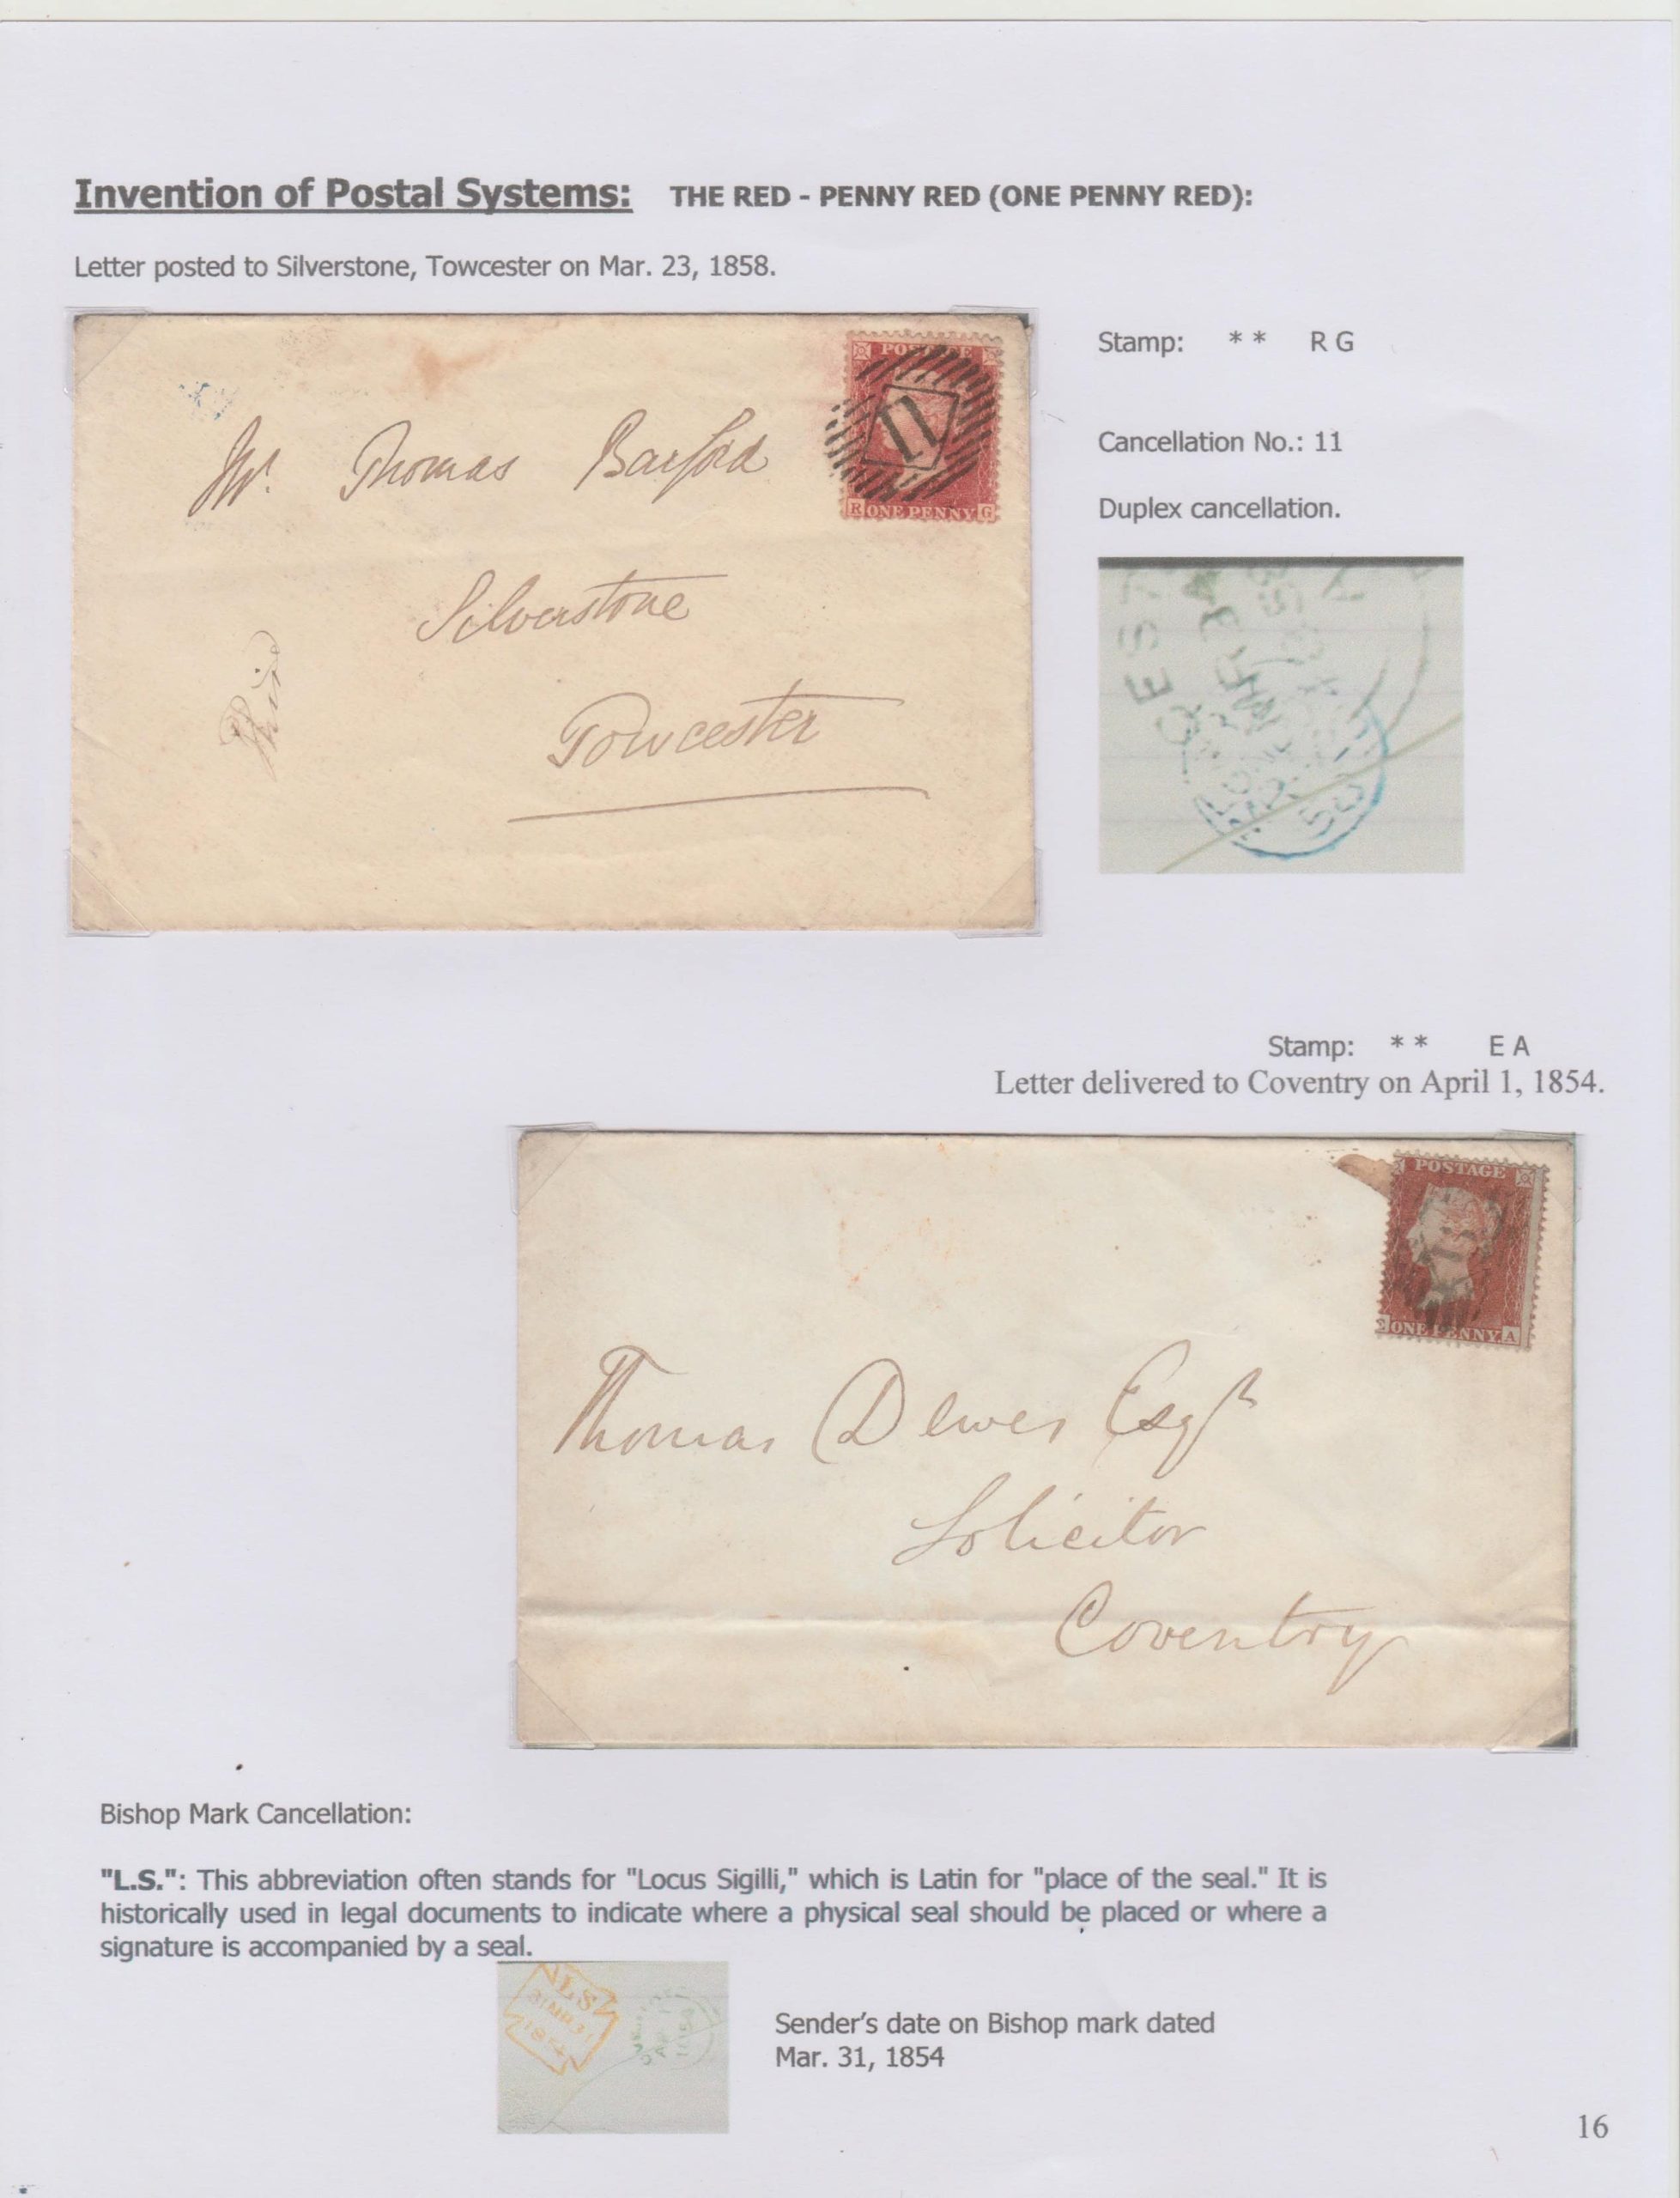 Invention of Postal Systems: THE RED - PENNY RED (ONE PENNY RED):
Letter posted to Silverstone, Towcester on Mar. 23, 1858.
POSTAGE
11
R ONE PENNY G
Mr. Thomas Barford
Silverstone
Towcester
Stamp: ** R G
Cancellation No.: 11
Duplex cancellation.
Stamp: ** E A
Letter delivered to Coventry on April 1, 1854.
POSTAGE
ONE PENNY A
Thomas Dewes Esqr
Solicitor
Coventry
Bishop Mark Cancellation:
"L.S.": This abbreviation often stands for "Locus Sigilli," which is Latin for "place of the seal." It is
historically used in legal documents to indicate where a physical seal should be placed or where a
signature is accompanied by a seal.
LS
31MR31
1854
Sender's date on Bishop mark dated
Mar. 31, 1854
16